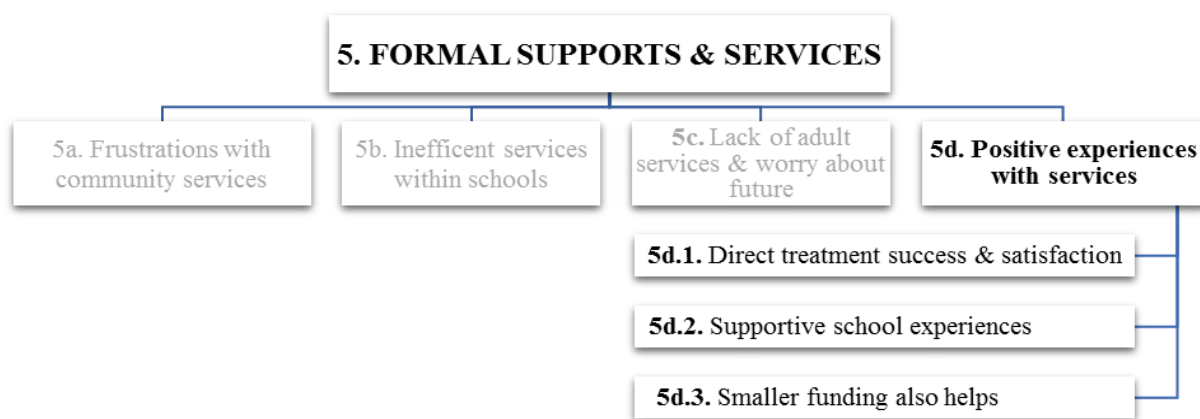 5. FORMAL SUPPORTS & SERVICES
5a. Frustrations with
community services
5b. Inefficent services
within schools
5c. Lack of adult
services & worry about
future
5d. Positive experiences
with services
5d.1. Direct treatment success & satisfaction
5d.2. Supportive school experiences
5d.3. Smaller funding also helps